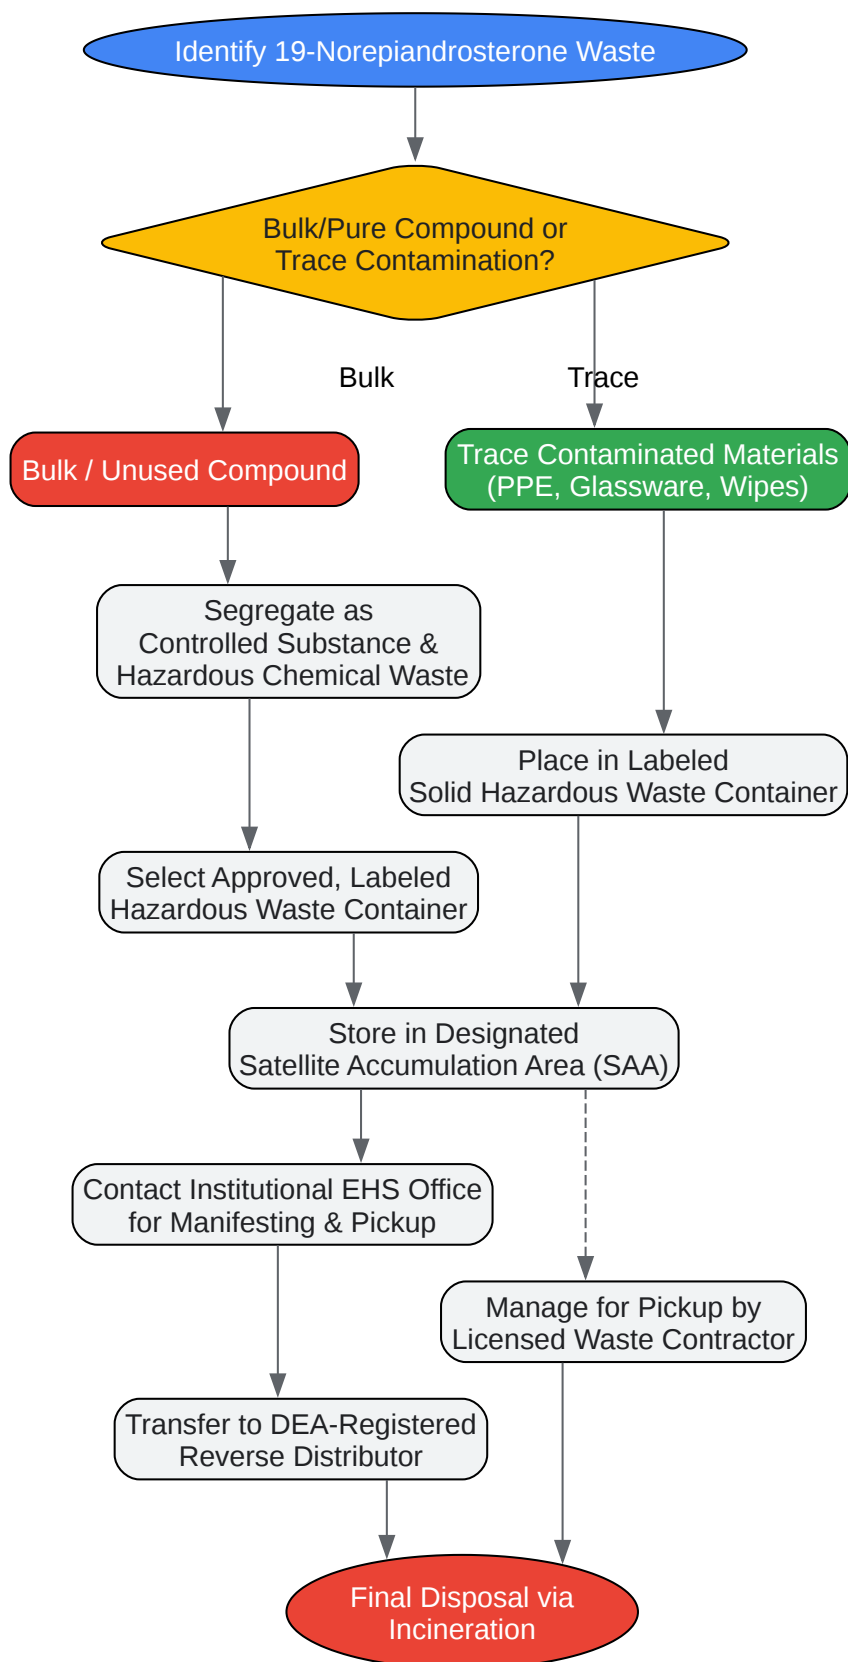 Identify 19-Norepiandrosterone Waste
Bulk/Pure Compound or
Trace Contamination?
Bulk
Trace
Bulk / Unused Compound
Trace Contaminated Materials
(PPE, Glassware, Wipes)
Segregate as
Controlled Substance &
Hazardous Chemical Waste
Place in Labeled
Solid Hazardous Waste Container
Select Approved, Labeled
Hazardous Waste Container
Store in Designated
Satellite Accumulation Area (SAA)
Contact Institutional EHS Office
for Manifesting & Pickup
Manage for Pickup by
Licensed Waste Contractor
Transfer to DEA-Registered
Reverse Distributor
Final Disposal via
Incineration